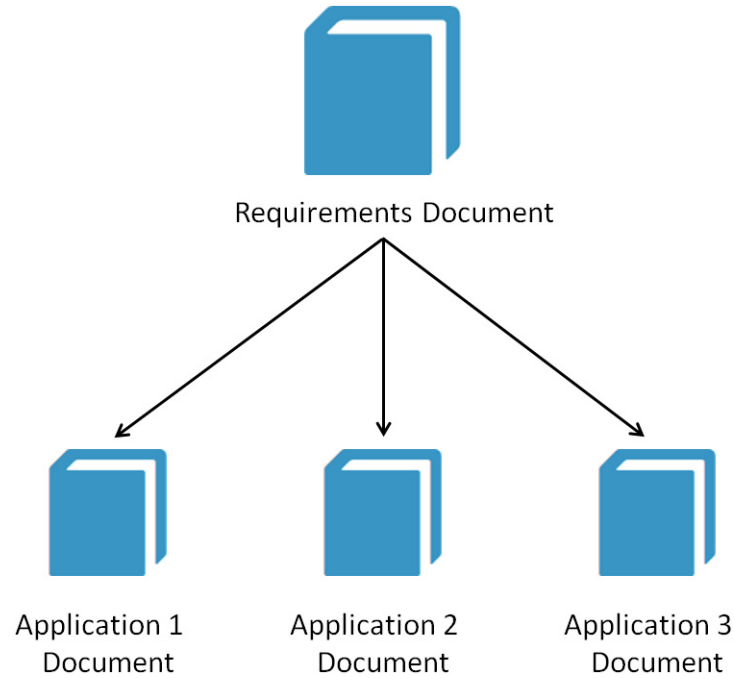 Requirements Document
Application 1
Document
Application 2
Document
Application 3
Document